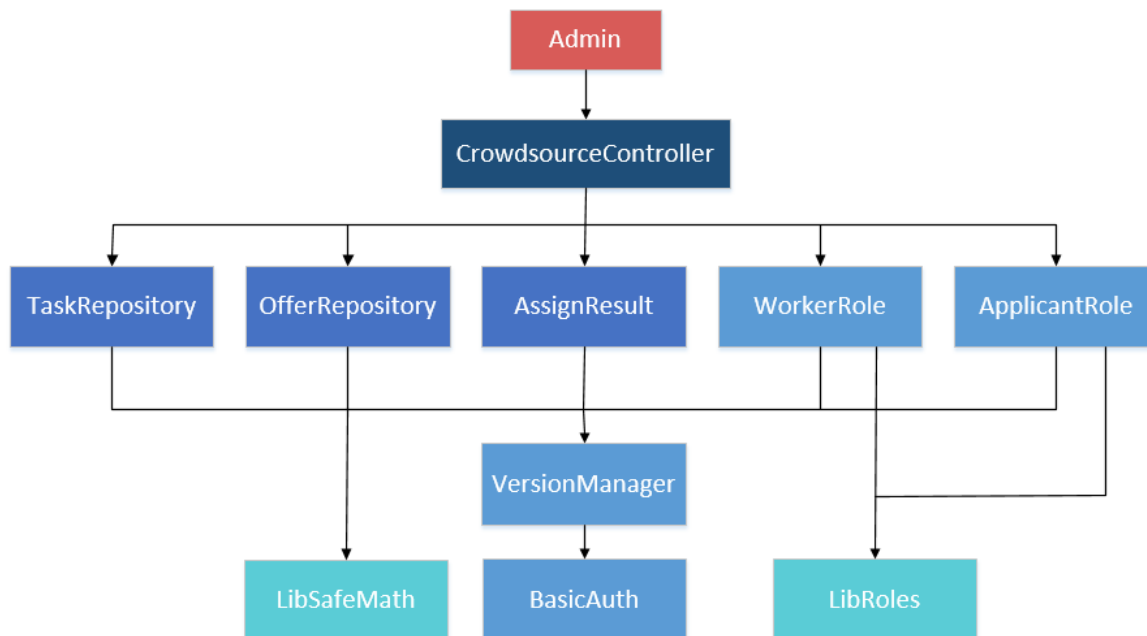 Admin
CrowdsourceController
TaskRepository
OfferRepository
AssignResult
WorkerRole
ApplicantRole
VersionManager
LibSafeMath
BasicAuth
LibRoles